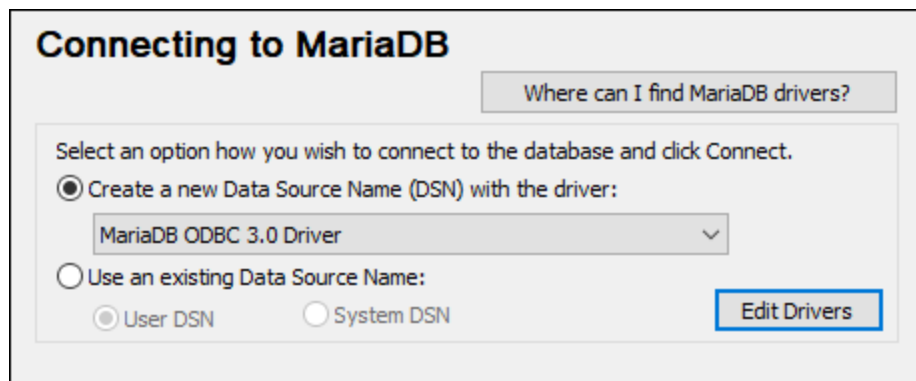 Connecting to MariaDB
Where can I find MariaDB drivers?
Select an option how you wish to connect to the database and click Connect.
Create a new Data Source Name (DSN) with the driver:
MariaDB ODBC 3.0 Driver
Use an existing Data Source Name:
User DSN System DSN Edit Drivers